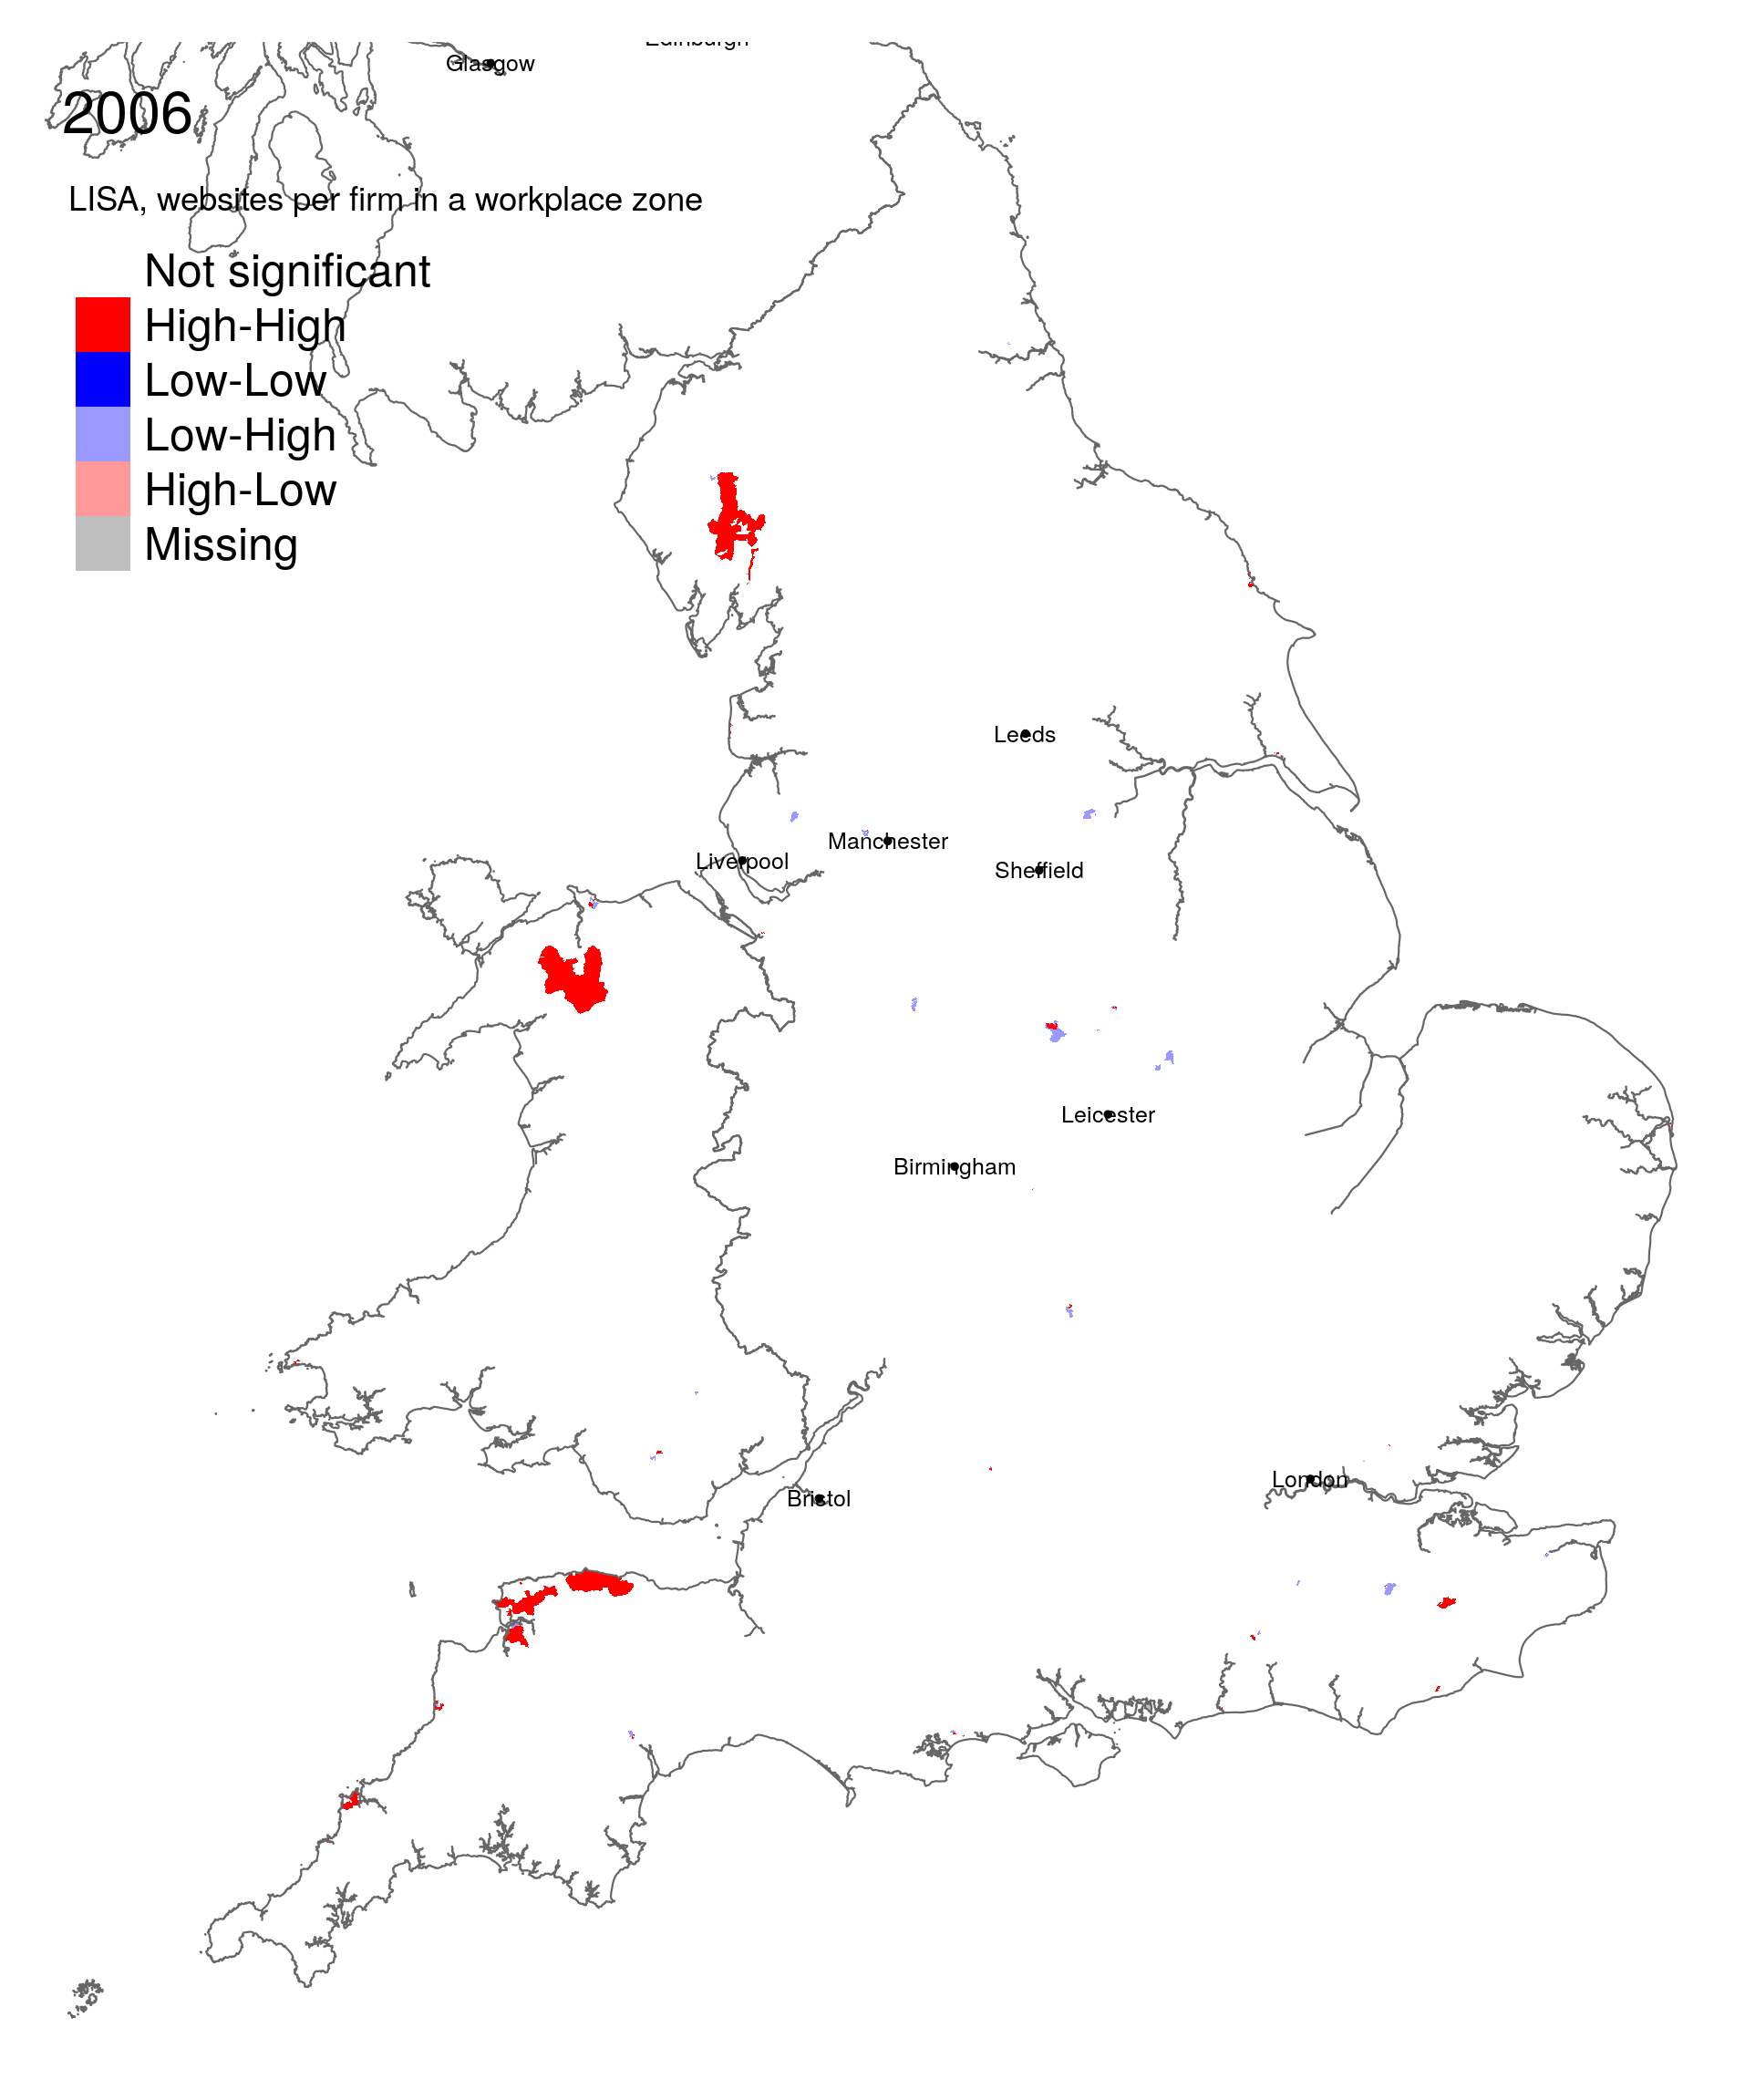 Edinburgh
Glasgow
2006
LISA, websites per firm in a workplace zone
Not significant
High-High
Low-Low
Low-High
High-Low
Missing
Leeds
Manchester
Liverpool
Sheffield
Leicester
Birmingham
London
Bristol